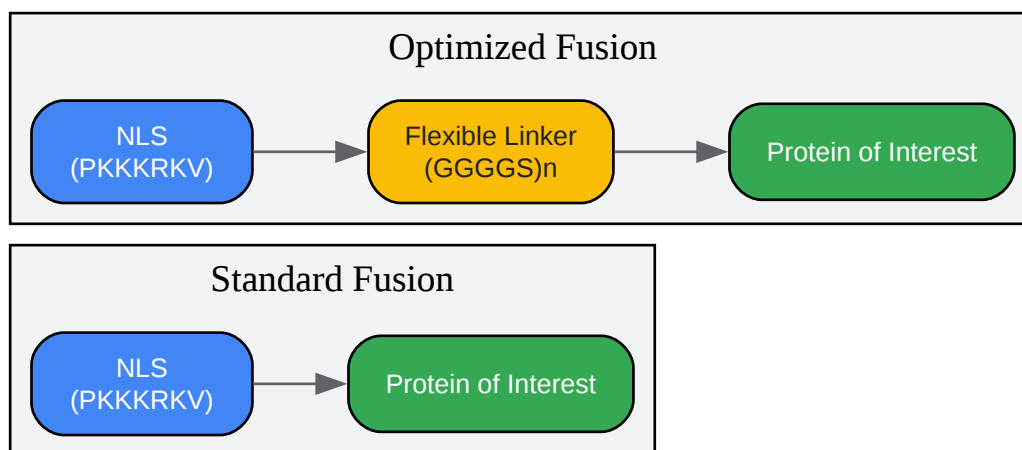 Optimized Fusion
NLS
(PKKKRKV)
Flexible Linker
(GGGGS)n
Protein of Interest
Standard Fusion
NLS
(PKKKRKV)
Protein of Interest